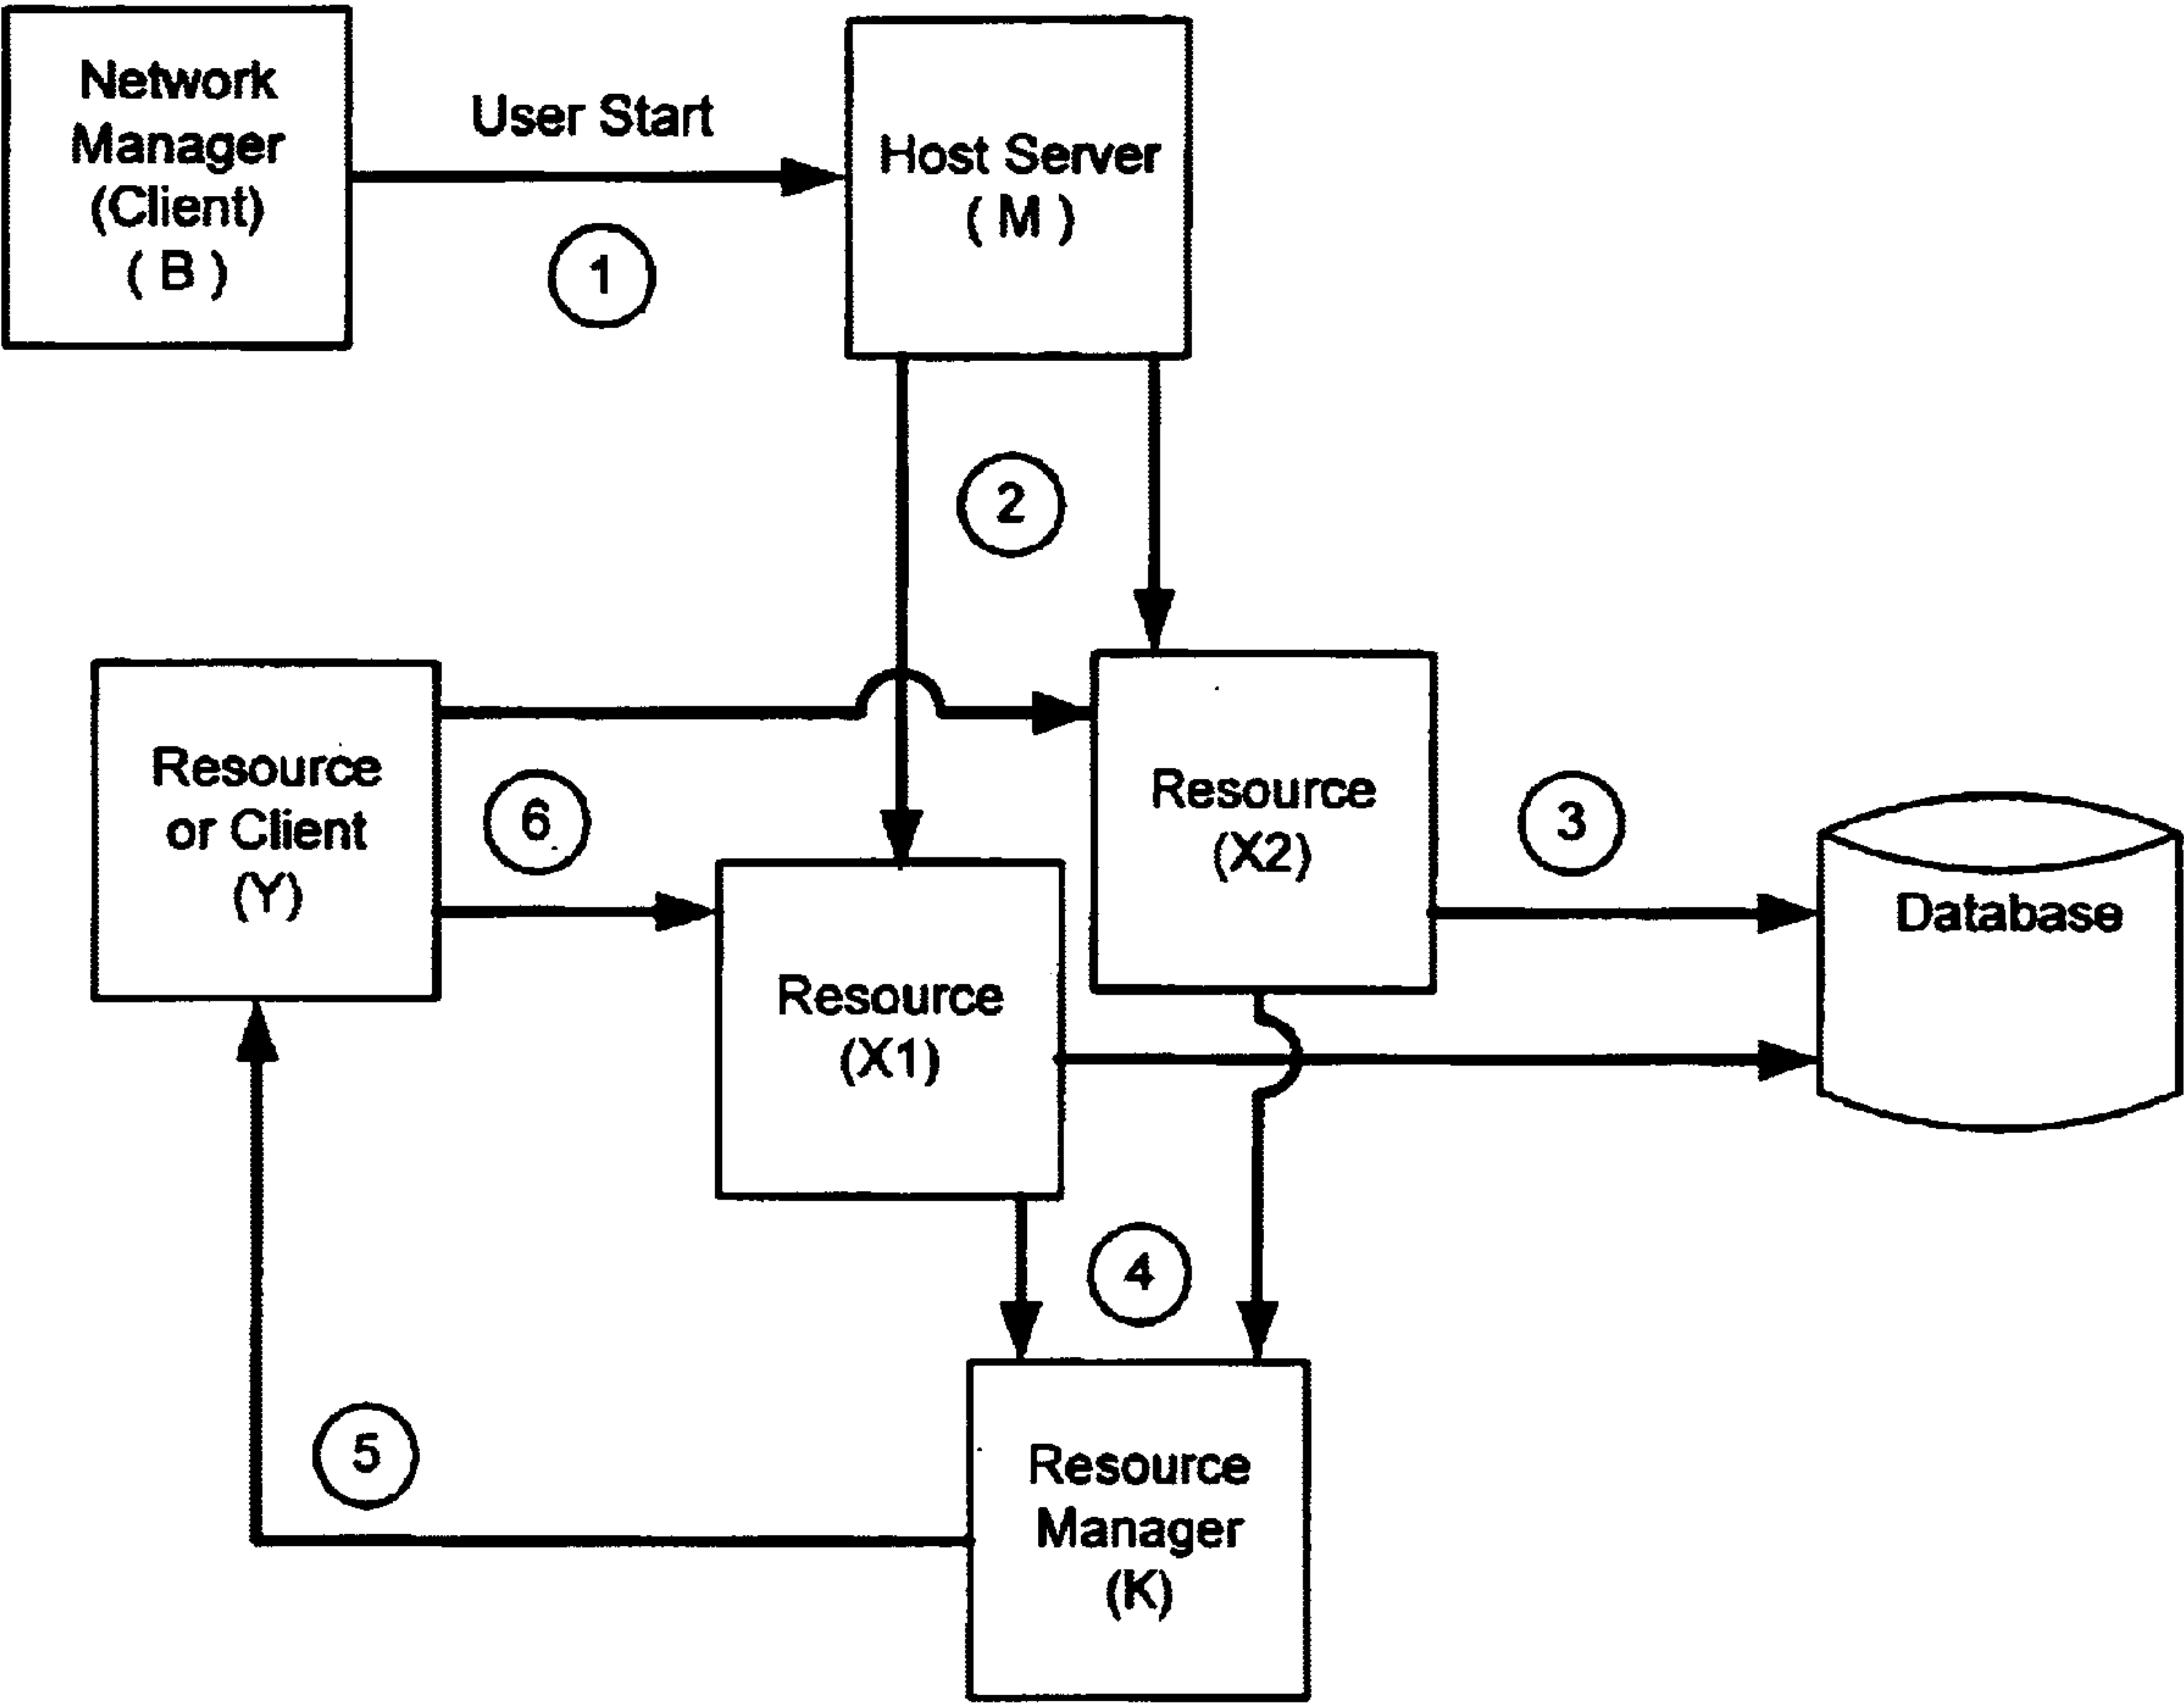 Network
Manager
(Client)
( B )
User Start
1
Host Server
( M )
2
Resource
or Client
(Y)
6
Resource
(X2)
3
Database
Resource
(X1)
4
5
Resource
Manager
(K)